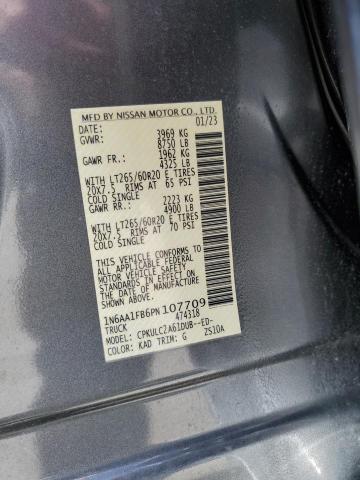 MFD BY NISSAN MOTOR CO., LTD.
DATE: 01/23
GVWR: 3969 KG
8750 LB
GAWR FR: 1962 KG
4325 LB
WITH LT265/60R20 E TIRES
20X7.5 RIMS AT 65 PSI
COLD SINGLE
GAWR RR.: 2223 KG
4900 LB
WITH LT265/60R20 E TIRES
20X7.5 RIMS AT 70 PSI
COLD SINGLE
THIS VEHICLE CONFORMS TO
ALL APPLICABLE FEDERAL
MOTOR VEHICLE SAFETY
STANDARDS IN EFFECT ON
THE DATE OF MANUFACTURE
1N6AA1FB6PN107709
TRUCK 474318
MODEL: CPKULC2A61DUB--ED-
COLOR: KAD TRIM: G ZS10A